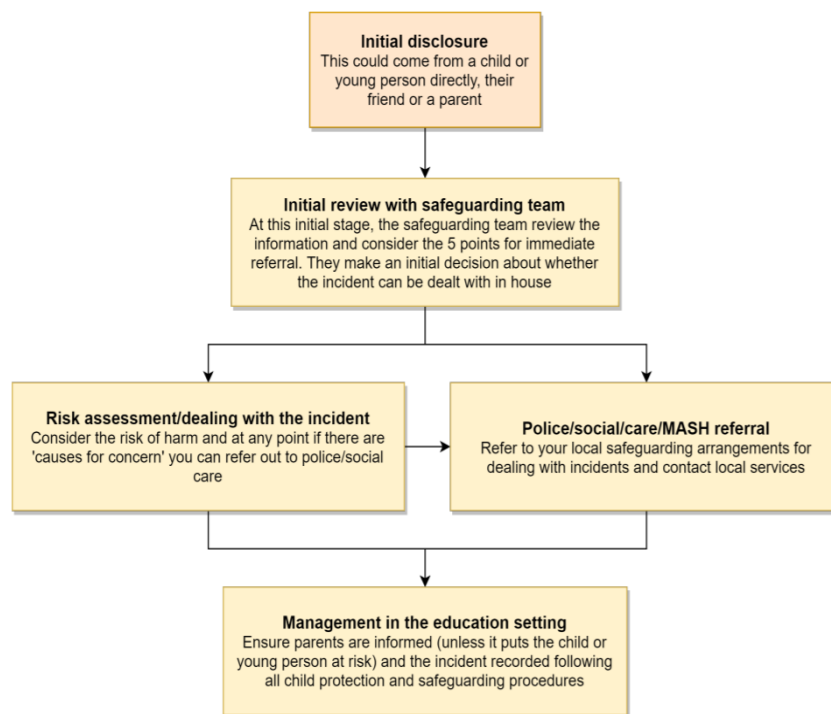 Initial disclosure
This could come from a child or
young person directly, their
friend or a parent
Initial review with safeguarding team
At this initial stage, the safeguarding team review the
information and consider the 5 points for immediate
referral. They make an initial decision about whether
the incident can be dealt with in house
Risk assessment/dealing with the incident
Consider the risk of harm and at any point if there are
'causes for concern' you can refer out to police/social
care
Police/social/care/MASH referral
Refer to your local safeguarding arrangements for
dealing with incidents and contact local services
Management in the education setting
Ensure parents are informed (unless it puts the child or
young person at risk) and the incident recorded following
all child protection and safeguarding procedures